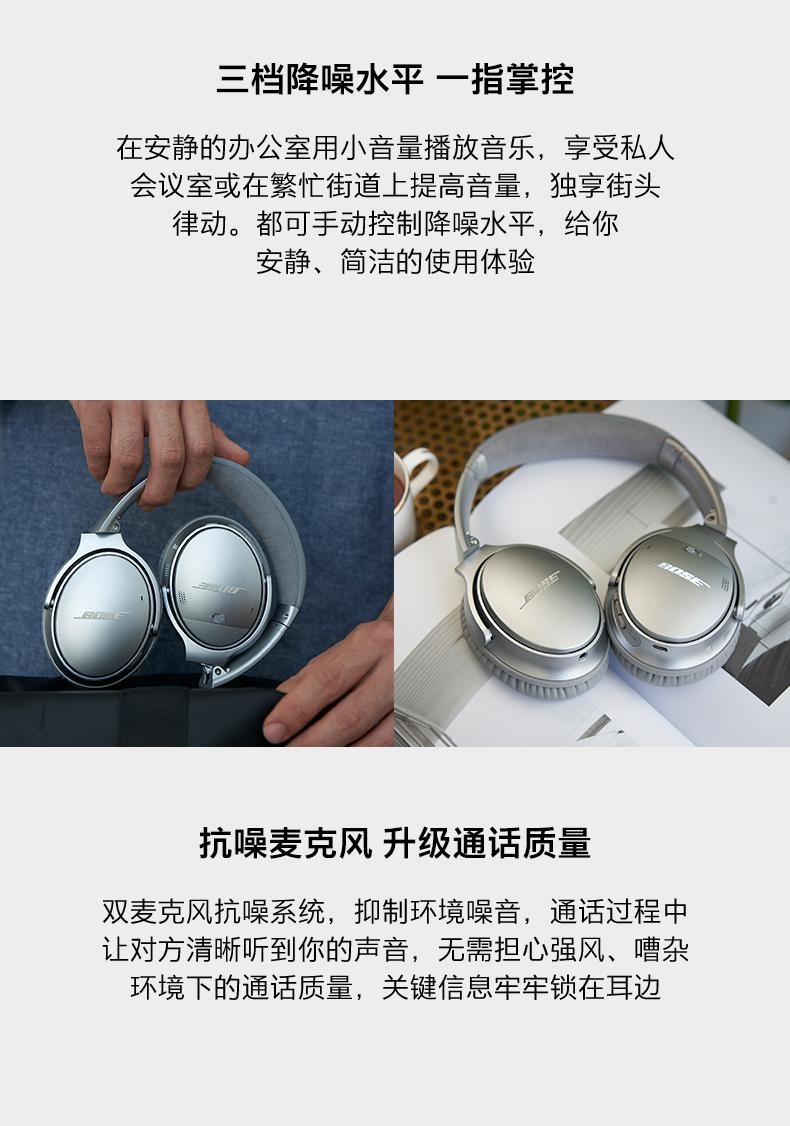 三档降噪水平 一指掌控
在安静的办公室用小音量播放音乐，享受私人
会议室或在繁忙街道上提高音量，独享街头
律动。都可手动控制降噪水平，给你
安静、简洁的使用体验
BOSE
BOSE
BOSE
BOSE
抗噪麦克风 升级通话质量
双麦克风抗噪系统，抑制环境噪音，通话过程中
让对方清晰听到你的声音，无需担心强风、嘈杂
环境下的通话质量，关键信息牢牢锁在耳边